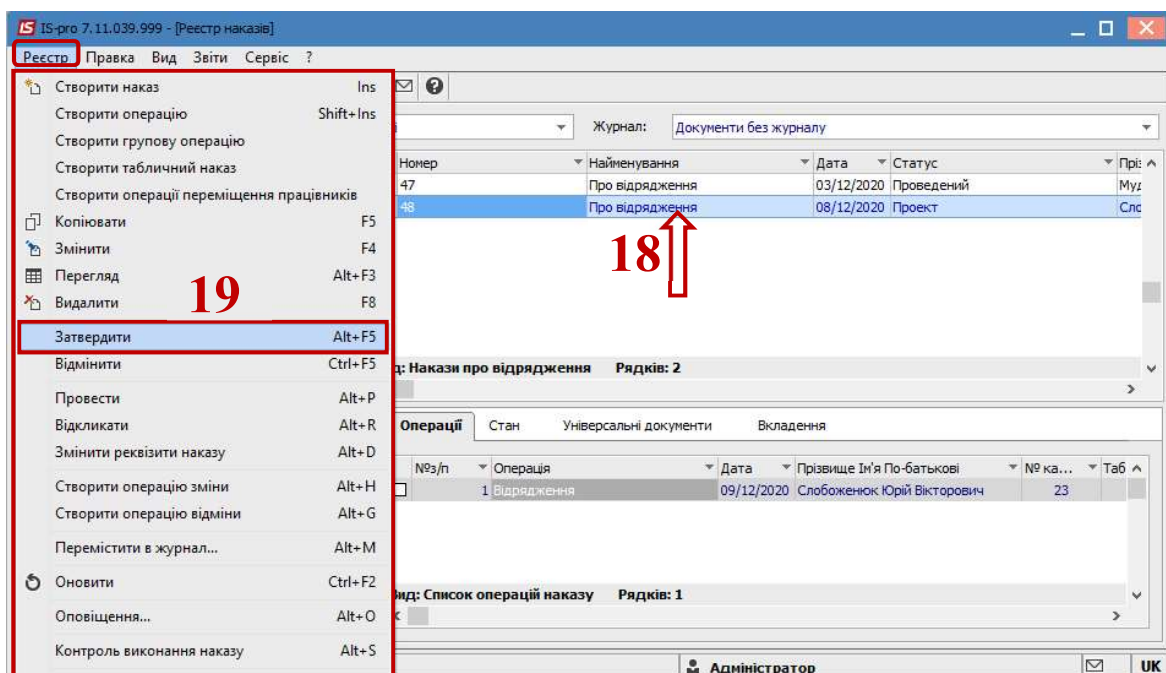 IS-pro 7.11.039.999 - [Реєстр наказів]
Реєстр Правка Вид Звіти Сервіс ?
Створити наказ Ins
Створити операцію Shift+Ins
Створити групову операцію
Створити табличний наказ
Створити операції переміщення працівників
Копіювати F5
Змінити F4
Перегляд Alt+F3
Видалити F8
19
Затвердити Alt+F5
Відмінити Ctrl+F5
Провести Alt+P
Відкликати Alt+R
Змінити реквізити наказу Alt+D
Створити операцію зміни Alt+H
Створити операцію відміни Alt+G
Перемістити в журнал... Alt+M
Оновити Ctrl+F2
Оповіщення... Alt+O
Контроль виконання наказу Alt+S
Журнал: Документи без журналу
Номер Найменування Дата Статус Пріз
47 Про відрядження 03/12/2020 Проведений Муд
48 Про відрядження 08/12/2020 Проект Сло
18
д: Накази про відрядження Рядків: 2
Операції Стан Універсальні документи Вкладення
№з/п Операція Дата Прізвище Ім'я По-батькові № ка... Таб
1 Відрядження 09/12/2020 Слобоженюк Юрій Вікторович 23
Вид: Список операцій наказу Рядків: 1
Адміністратор UK